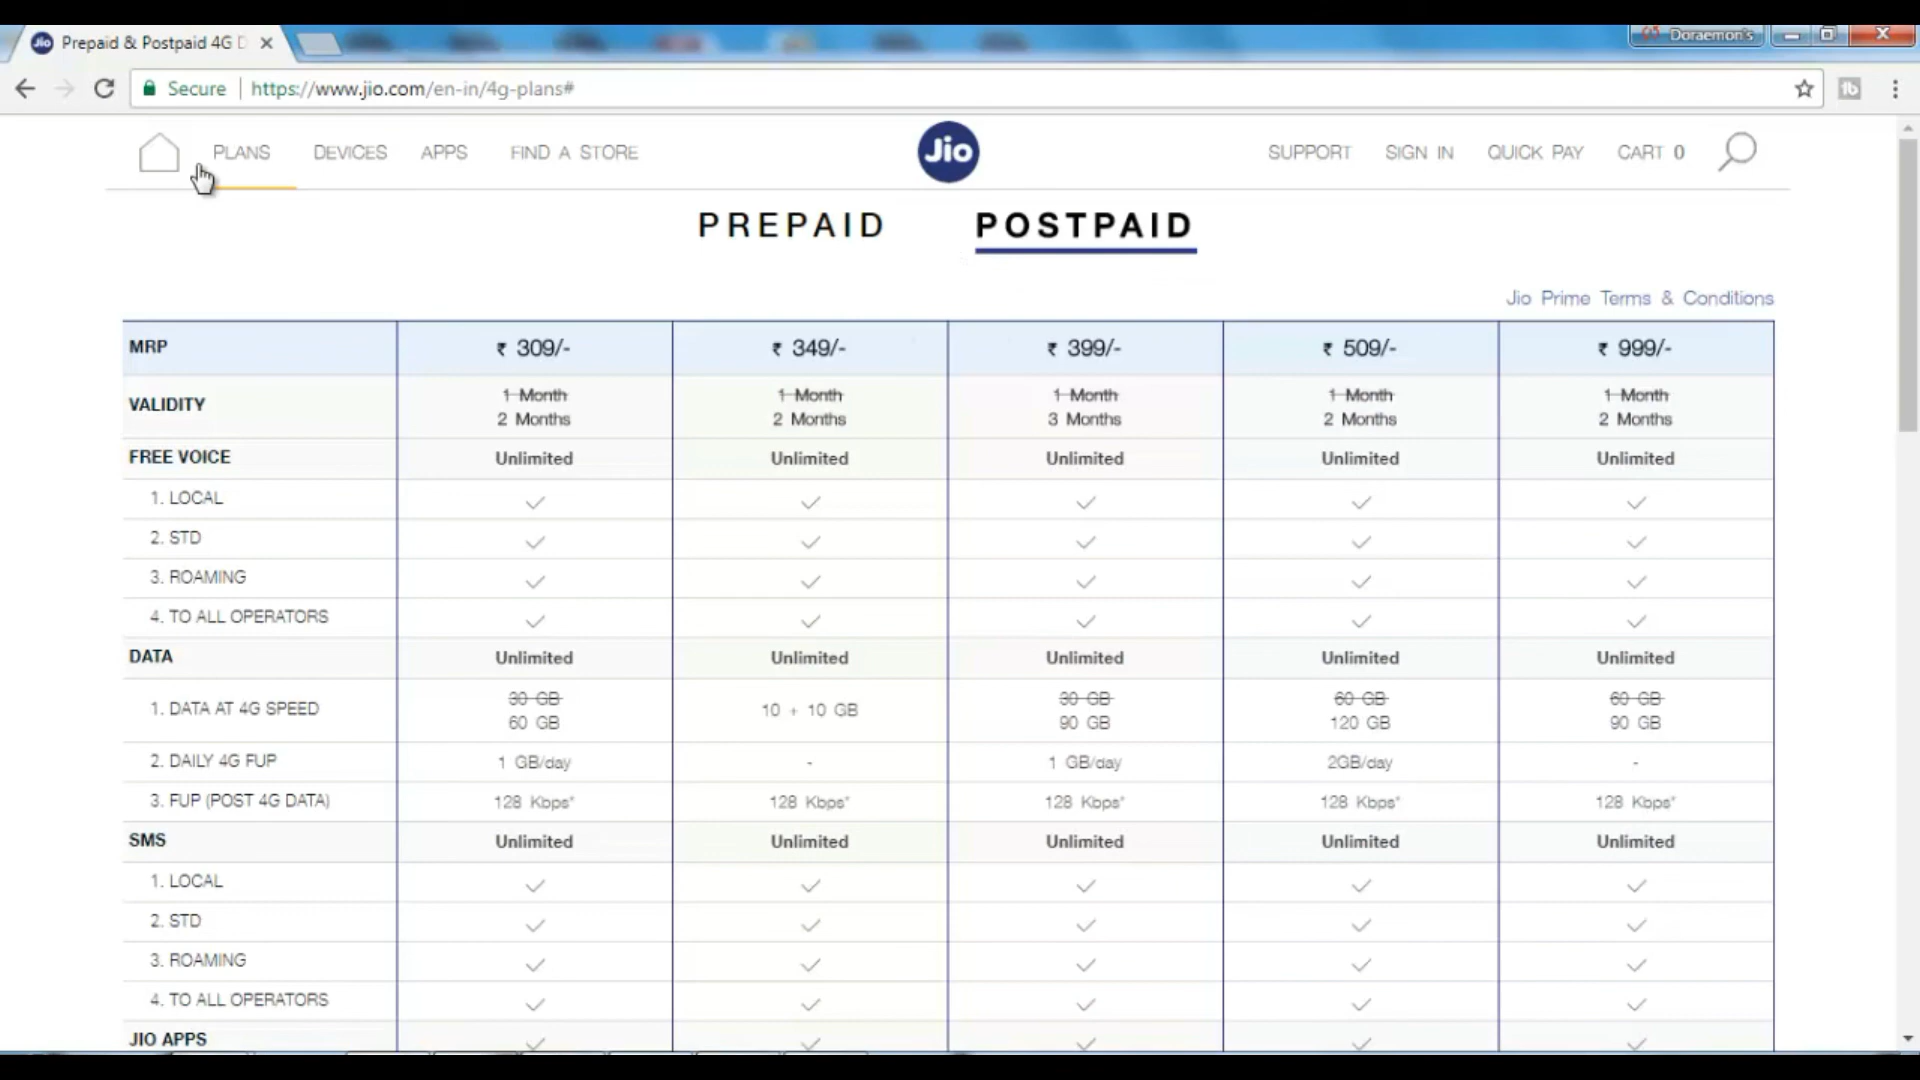 Jio Prepaid & Postpaid 4G D
Doraemon's
Secure https://www.jio.com/en-in/4g-plans#
PLANS DEVICES APPS FIND A STORE Jio SUPPORT SIGN IN QUICK PAY CART 0
PREPAID POSTPAID
Jio Prime Terms & Conditions
MRP ₹ 309/- ₹ 349/- ₹ 399/- ₹ 509/- ₹ 999/-
VALIDITY 1 Month 1 Month 1 Month 1 Month 1 Month
2 Months 2 Months 3 Months 2 Months 2 Months
FREE VOICE Unlimited Unlimited Unlimited Unlimited Unlimited
1. LOCAL
2. STD
3. ROAMING
4. TO ALL OPERATORS
DATA Unlimited Unlimited Unlimited Unlimited Unlimited
1. DATA AT 4G SPEED 30 GB 10 + 10 GB 30 GB 60 GB 60 GB
60 GB 90 GB 120 GB 90 GB
2. DAILY 4G FUP 1 GB/day - 1 GB/day 2GB/day -
3. FUP (POST 4G DATA) 128 Kbps* 128 Kbps* 128 Kbps* 128 Kbps* 128 Kbps*
SMS Unlimited Unlimited Unlimited Unlimited Unlimited
1. LOCAL
2. STD
3. ROAMING
4. TO ALL OPERATORS
JIO APPS